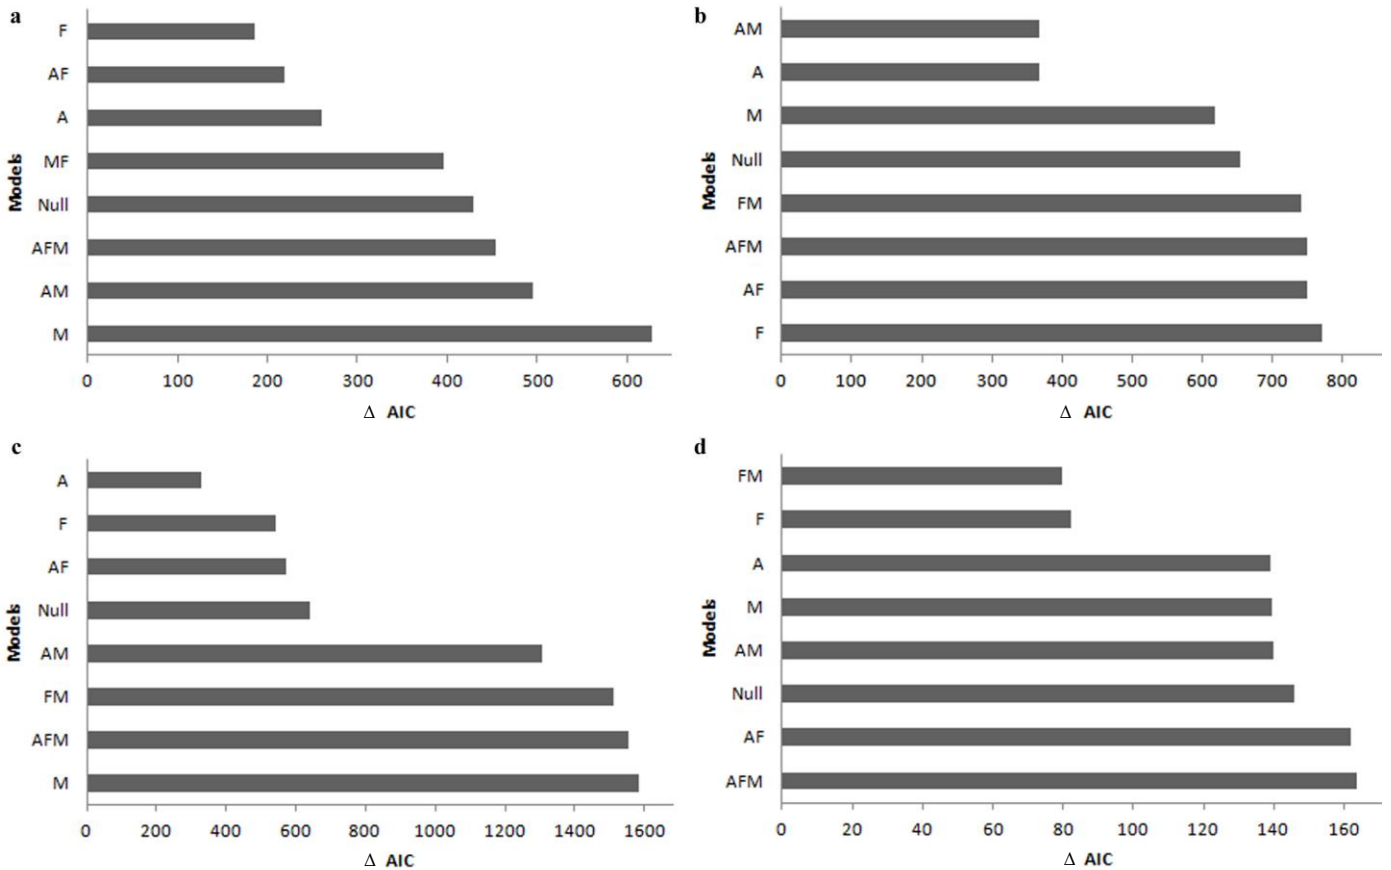 a
F
AF
A
MF
Null
AFM
AM
M
Models
0 100 200 300 400 500 600
Δ AIC
b
AM
A
M
Null
FM
AFM
AF
F
Models
0 100 200 300 400 500 600 700 800
Δ AIC
c
A
F
AF
Null
AM
FM
AFM
M
Models
0 200 400 600 800 1000 1200 1400 1600
Δ AIC
d
FM
F
A
M
AM
Null
AF
AFM
Models
0 20 40 60 80 100 120 140 160
Δ AIC